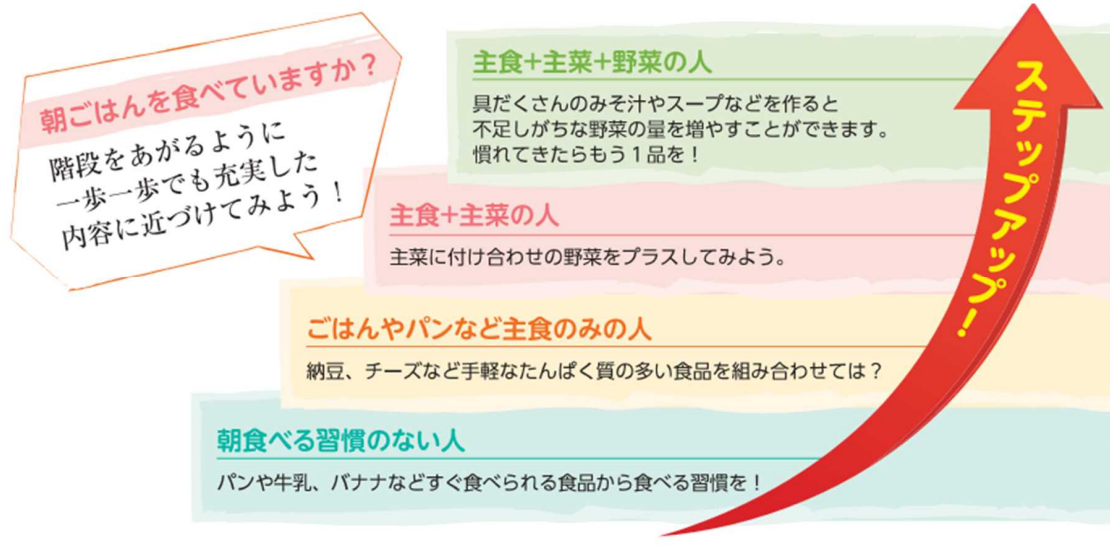 朝ごはんを食べていますか？
階段をあがるように
一歩一歩でも充実した
内容に近づけてみよう！
主食+主菜+野菜の人
具だくさんのみそ汁やスープなどを作ると
不足しがちな野菜の量を増やすことができます。
慣れてきたらもう１品を！
主食+主菜の人
主菜に付け合わせの野菜をプラスしてみよう。
ごはんやパンなど主食のみの人
納豆、チーズなど手軽なたんぱく質の多い食品を組み合わせては？
朝食べる習慣のない人
パンや牛乳、バナナなどすぐ食べられる食品から食べる習慣を！
ステップアップ！